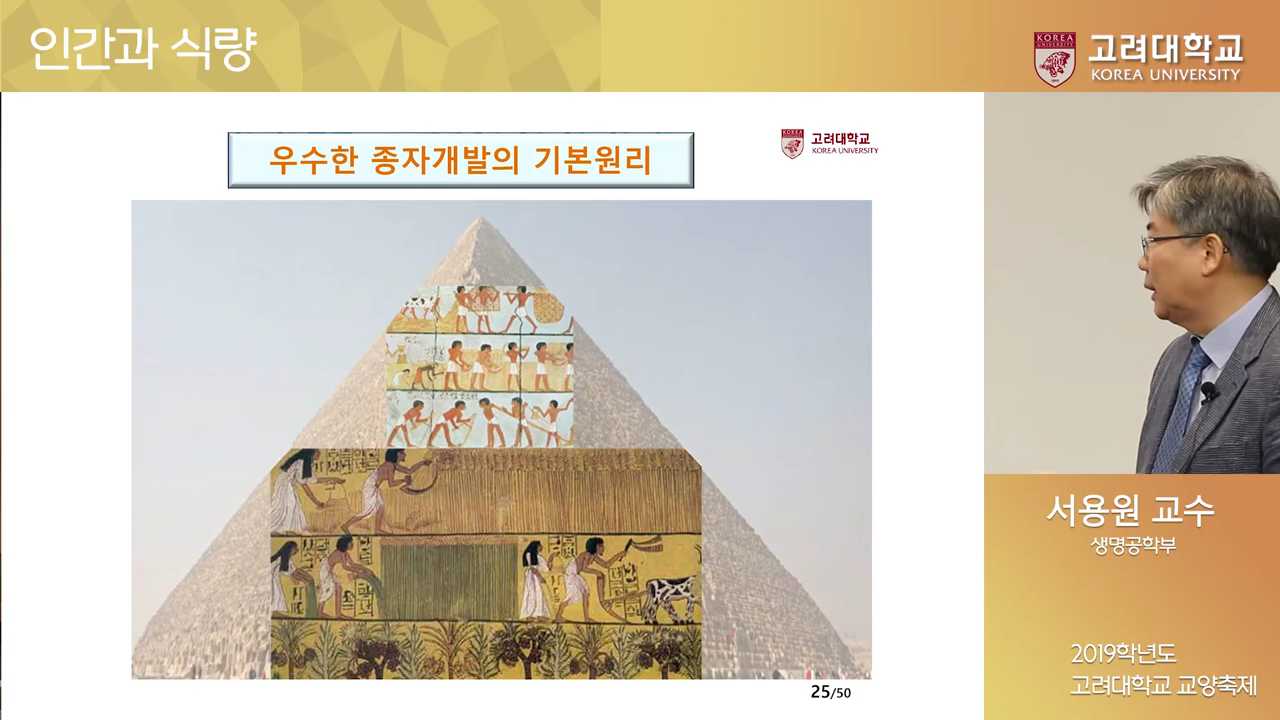 인간과 식량
KOREA
UNIVERSITY
고려대학교
KOREA UNIVERSITY
우수한 종자개발의 기본원리
고려대학교
KOREA UNIVERSITY
25/50
서용원 교수
생명공학부
2019학년도
고려대학교 교양축제